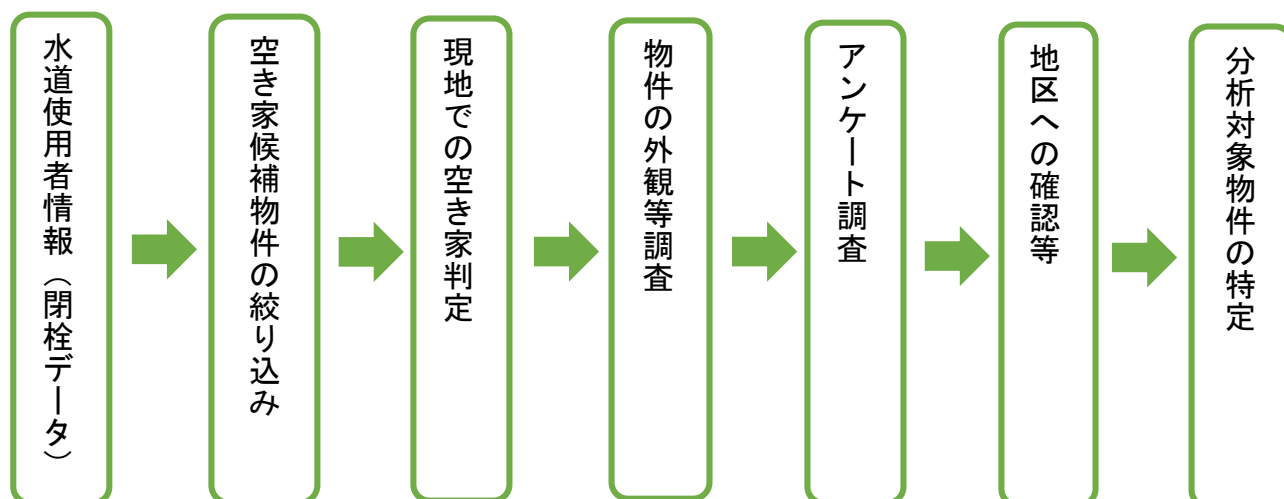 水道使用者情報（閉栓データ）
空き家候補物件の絞り込み
現地での空き家判定
物件の外観等調査
アンケート調査
地区への確認等
分析対象物件の特定